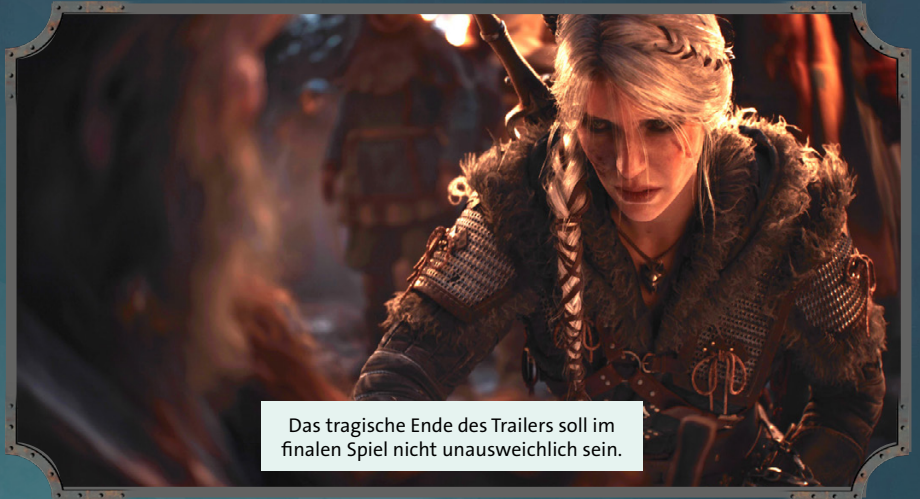 Das tragische Ende des Trailers soll im
finalen Spiel nicht unausweichlich sein.